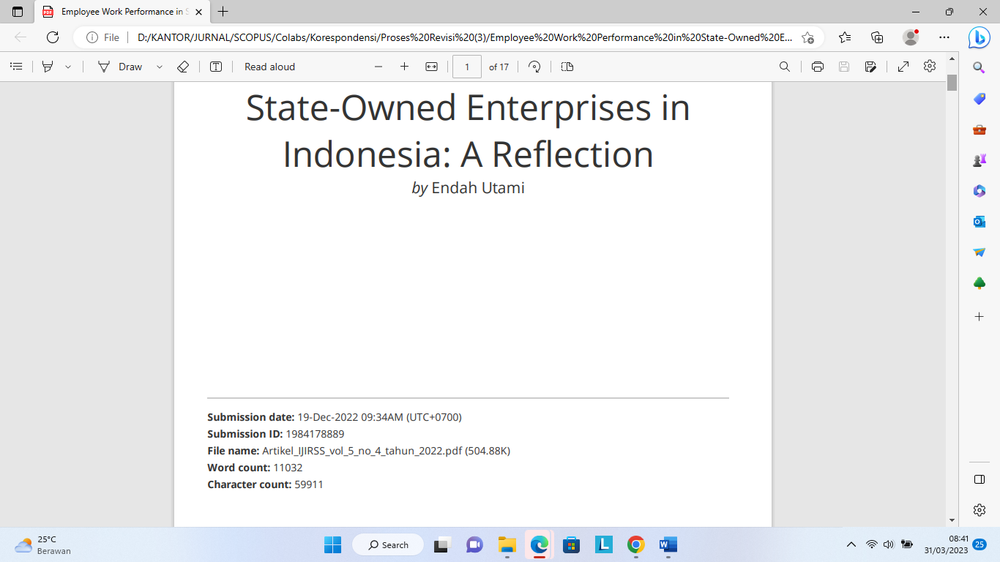 Employee Work Performance in S
File
D:/KANTOR/JURNAL/SCOPUS/Colabs/Korespondensi/Proses%20Revisi%20(3)/Employee%20Work%20Performance%20in%20State-Owned%20E...
Draw
Read aloud
1
of 17
State-Owned Enterprises in
Indonesia: A Reflection
by Endah Utami
Submission date: 19-Dec-2022 09:34AM (UTC+0700)
Submission ID: 1984178889
File name: Artikel_IJIRSS_vol_5_no_4_tahun_2022.pdf (504.88K)
Word count: 11032
Character count: 59911
25°C
Berawan
Search
08:41
31/03/2023
25